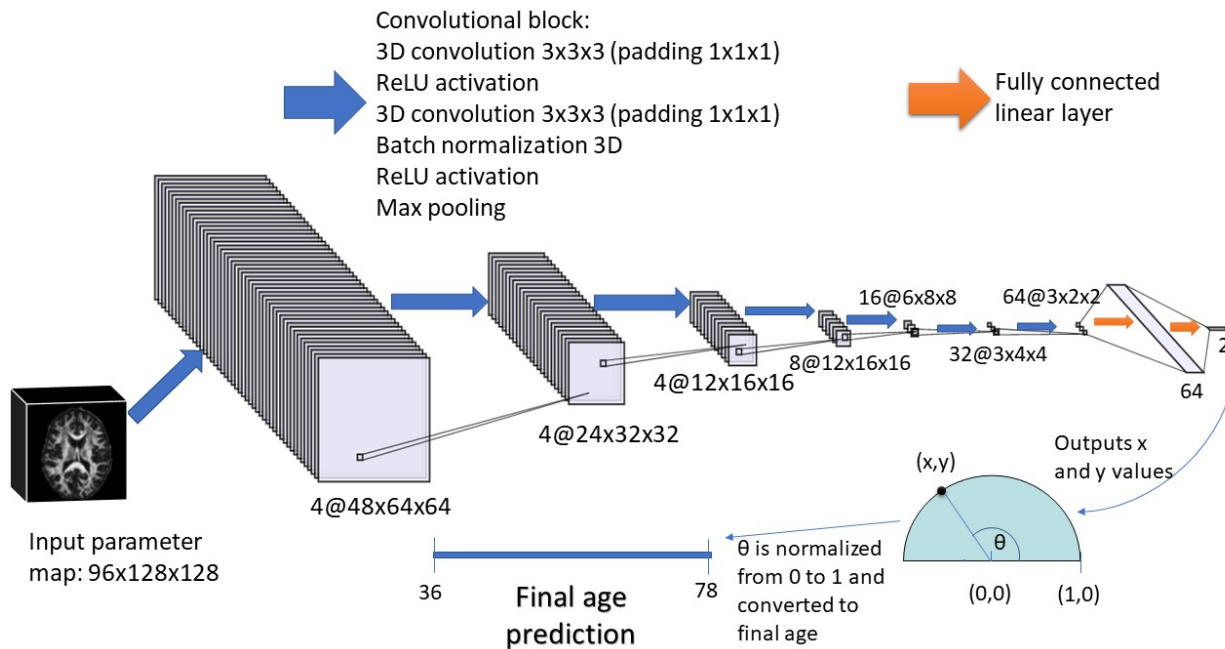 Convolutional block:
3D convolution 3x3x3 (padding 1x1x1)
ReLU activation
3D convolution 3x3x3 (padding 1x1x1)
Batch normalization 3D
ReLU activation
Max pooling
Fully connected
linear layer
Input parameter
map: 96x128x128
4@48x64x64
4@24x32x32
4@12x16x16
8@12x16x16
16@6x8x8
32@3x4x4
64@3x2x2
64
2
Outputs x
and y values
(x,y)
θ
(0,0)
(1,0)
θ is normalized
from 0 to 1 and
converted to
final age
36
78
Final age
prediction